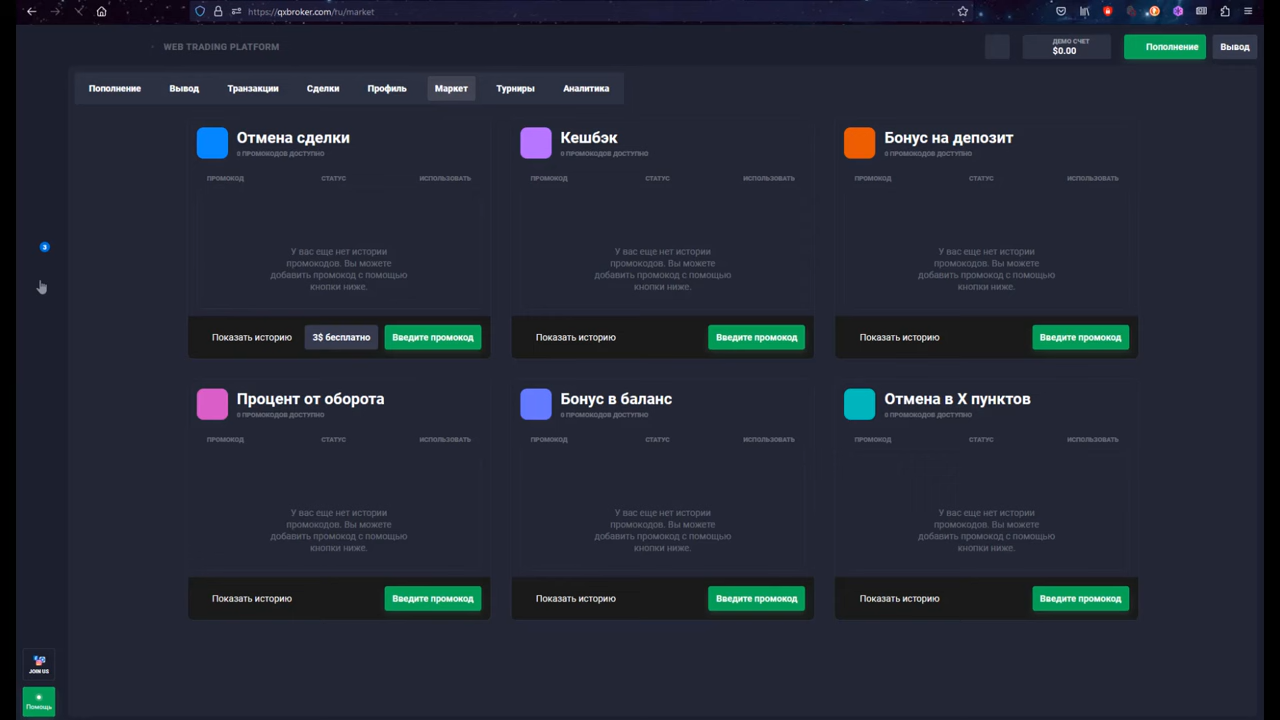 https://qxbroker.com/ru/market
WEB TRADING PLATFORM
ДЕМО СЧЕТ
$0.00
Пополнение
Вывод
Пополнение Вывод Транзакции Сделки Профиль Маркет Турниры Аналитика
Отмена сделки
0 ПРОМОКОДОВ ДОСТУПНО
ПРОМОКОД СТАТУС ИСПОЛЬЗОВАТЬ
У вас еще нет истории
промокодов. Вы можете
добавить промокод с помощью
кнопки ниже.
Показать историю 3$ бесплатно Введите промокод
Кешбэк
0 ПРОМОКОДОВ ДОСТУПНО
ПРОМОКОД СТАТУС ИСПОЛЬЗОВАТЬ
У вас еще нет истории
промокодов. Вы можете
добавить промокод с помощью
кнопки ниже.
Показать историю Введите промокод
Бонус на депозит
0 ПРОМОКОДОВ ДОСТУПНО
ПРОМОКОД СТАТУС ИСПОЛЬЗОВАТЬ
У вас еще нет истории
промокодов. Вы можете
добавить промокод с помощью
кнопки ниже.
Показать историю Введите промокод
3
Процент от оборота
0 ПРОМОКОДОВ ДОСТУПНО
ПРОМОКОД СТАТУС ИСПОЛЬЗОВАТЬ
У вас еще нет истории
промокодов. Вы можете
добавить промокод с помощью
кнопки ниже.
Показать историю Введите промокод
Бонус в баланс
0 ПРОМОКОДОВ ДОСТУПНО
ПРОМОКОД СТАТУС ИСПОЛЬЗОВАТЬ
У вас еще нет истории
промокодов. Вы можете
добавить промокод с помощью
кнопки ниже.
Показать историю Введите промокод
Отмена в X пунктов
0 ПРОМОКОДОВ ДОСТУПНО
ПРОМОКОД СТАТУС ИСПОЛЬЗОВАТЬ
У вас еще нет истории
промокодов. Вы можете
добавить промокод с помощью
кнопки ниже.
Показать историю Введите промокод
JOIN US
Помощь